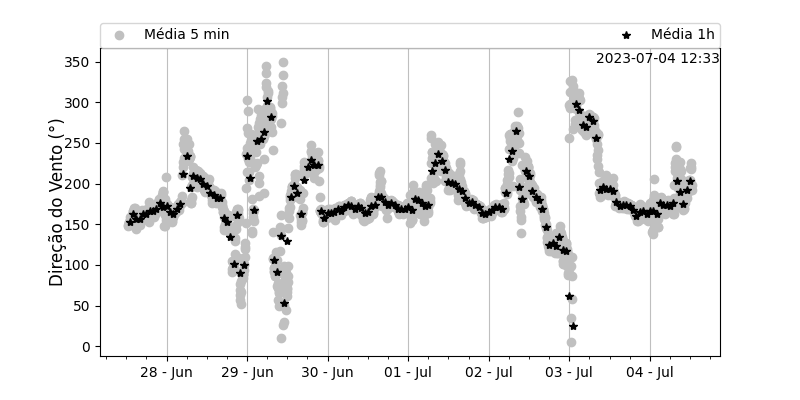 Média 5 min
Média 1h
2023-07-04 12:33
Direção do Vento (°)
350
300
250
200
150
100
50
0
28 - Jun
29 - Jun
30 - Jun
01 - Jul
02 - Jul
03 - Jul
04 - Jul